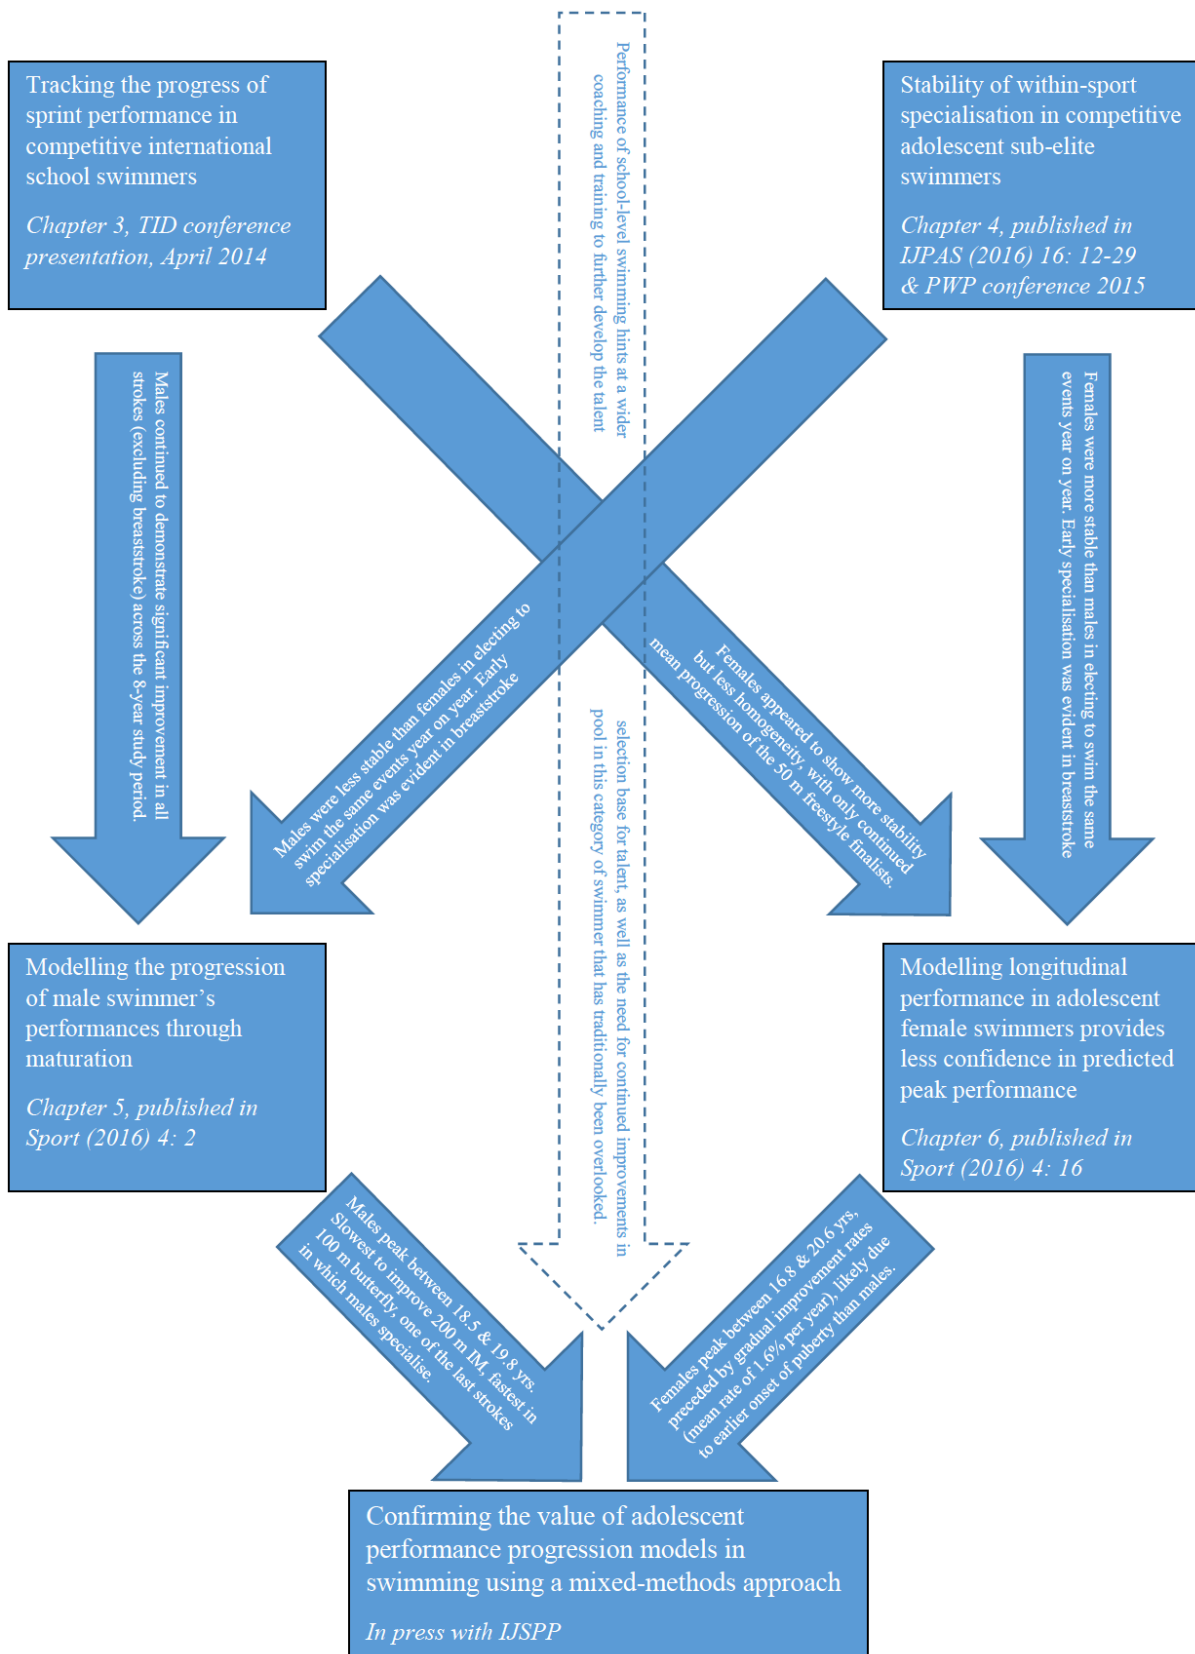 Tracking the progress of
sprint performance in
competitive international
school swimmers
Chapter 3, TID conference
presentation, April 2014
Performance of school-level swimming hints at a wider
coaching and training to further develop the talent
Stability of within-sport
specialisation in competitive
adolescent sub-elite
swimmers
Chapter 4, published in
IJPAS (2016) 16: 12-29
& PWP conference 2015
Males continued to demonstrate significant improvement in all
strokes (excluding breaststroke) across the 8-year study period.
Males were less stable than females in electing to
swim the same events year on year. Early
specialisation was evident in breaststroke
selection base for talent, as well as the need for continued improvements in
pool in this category of swimmer that has traditionally been overlooked.
Females appeared to show more stability
but less homogeneity, with only continued
mean progression of the 50 m freestyle finalists.
Females were more stable than males in electing to swim the same
events year on year. Early specialisation was evident in breaststroke
Modelling the progression
of male swimmer’s
performances through
maturation
Chapter 5, published in
Sport (2016) 4: 2
Modelling longitudinal
performance in adolescent
female swimmers provides
less confidence in predicted
peak performance
Chapter 6, published in
Sport (2016) 4: 16
Males peak between 18.5 & 19.8 yrs.
Slowest to improve 200 m IM, fastest in
100 m butterfly, one of the last strokes
in which males specialise.
Females peak between 16.8 & 20.6 yrs,
preceded by gradual improvement rates
(mean rate of 1.6% per year), likely due
to earlier onset of puberty than males.
Confirming the value of adolescent
performance progression models in
swimming using a mixed-methods approach
In press with IJSPP